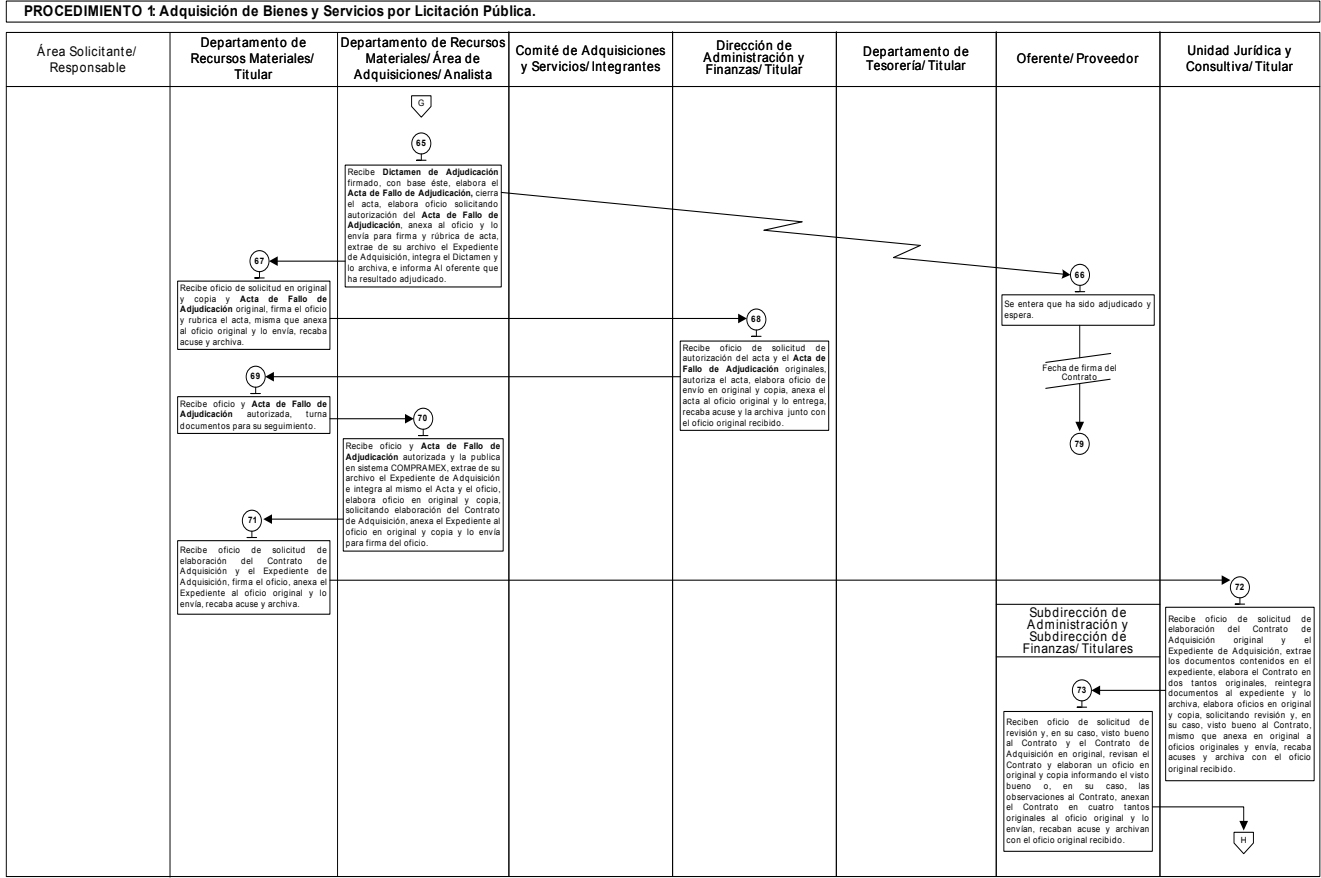 PROCEDIMIENTO 1: Adquisición de Bienes y Servicios por Licitación Pública.
Área Solicitante/
Responsable
Departamento de
Recursos Materiales/
Titular
Departamento de Recursos
Materiales/ Área de
Adquisiciones/ Analista
Comité de Adquisiciones
y Servicios/ Integrantes
Dirección de
Administración y
Finanzas/ Titular
Departamento de
Tesorería/ Titular
Oferente/ Proveedor
Unidad Jurídica y
Consultiva/ Titular
G
65
Recibe Dictamen de Adjudicación
firmado, con base éste, elabora el
Acta de Fallo de Adjudicación, cierra
el acta, elabora oficio solicitando
autorización del Acta de Fallo de
Adjudicación, anexa al oficio y lo
envía para firma y rúbrica de acta,
extrae de su archivo el Expediente
de Adquisición, integra el Dictamen y
lo archiva, e informa Al oferente que
ha resultado adjudicado.
66
Se entera que ha sido adjudicado y
espera.
Fecha de firma del
Contrato
79
67
Recibe oficio de solicitud en original
y copia y Acta de Fallo de
Adjudicación original, firma el oficio
y rubrica el acta, misma que anexa
al oficio original y lo envía, recaba
acuse y archiva.
68
Recibe oficio de solicitud de
autorización del acta y el Acta de
Fallo de Adjudicación originales,
autoriza el acta, elabora oficio de
envío en original y copia, anexa el
acta al oficio original y lo entrega,
recaba acuse y la archiva junto con
el oficio original recibido.
69
Recibe oficio y Acta de Fallo de
Adjudicación autorizada, turna
documentos para su seguimiento.
70
Recibe oficio y Acta de Fallo de
Adjudicación autorizada y la publica
en sistema COMPRAMEX, extrae de su
archivo el Expediente de Adquisición
e integra al mismo el Acta y el oficio,
elabora oficio en original y copia,
solicitando elaboración del Contrato
de Adquisición, anexa el Expediente al
oficio en original y copia y lo envía
para firma del oficio.
71
Recibe oficio de solicitud de
elaboración del Contrato de
Adquisición y el Expediente de
Adquisición, firma el oficio, anexa el
Expediente al oficio original y lo
envía, recaba acuse y archiva.
72
Recibe oficio de solicitud de
elaboración del Contrato de
Adquisición original y el
Expediente de Adquisición, extrae
los documentos contenidos en el
expediente, elabora el Contrato en
dos tantos originales, reintegra
documentos al expediente y lo
archiva, elabora oficios en original
y copia, solicitando revisión y, en
su caso, visto bueno al Contrato,
mismo que anexa en original a
oficios originales y envía, recaba
acuses y archiva con el oficio
original recibido.
Subdirección de
Administración y
Subdirección de
Finanzas/ Titulares
73
Reciben oficio de solicitud de
revisión y, en su caso, visto bueno
al Contrato y el Contrato de
Adquisición en original, revisan el
Contrato y elaboran un oficio en
original y copia informando el visto
bueno o, en su caso, las
observaciones al Contrato, anexan
el Contrato en cuatro tantos
originales al oficio original y lo
envían, recaban acuse y archivan
con el oficio original recibido.
H